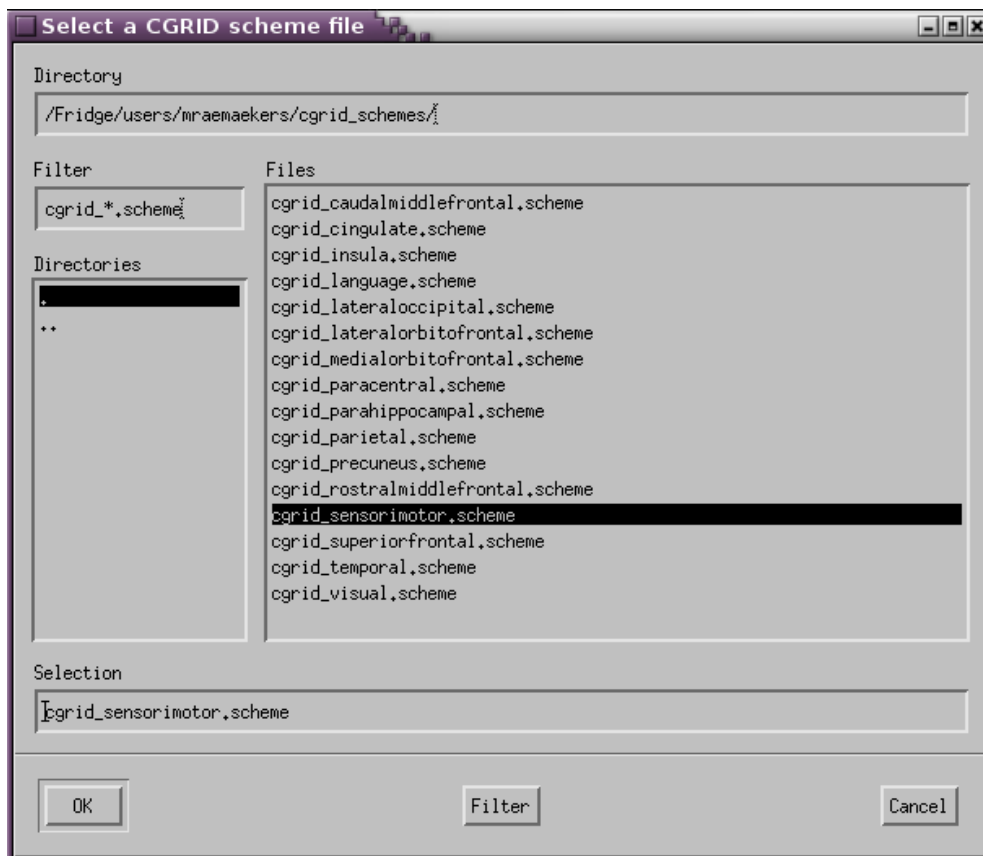 Select a CGRID scheme file
Directory
/Fridge/users/mraemaekers/cgrid_schemes/
Filter
cgrid_*.scheme
Directories
.
..
Files
cgrid_caudalmiddlefrontal.scheme
cgrid_cingulate.scheme
cgrid_insula.scheme
cgrid_language.scheme
cgrid_lateraloccipital.scheme
cgrid_lateralorbitofrontal.scheme
cgrid_medialorbitofrontal.scheme
cgrid_paracentral.scheme
cgrid_parahippocampal.scheme
cgrid_parietal.scheme
cgrid_precuneus.scheme
cgrid_rostralmiddlefrontal.scheme
cgrid_sensorimotor.scheme
cgrid_superiorfrontal.scheme
cgrid_temporal.scheme
cgrid_visual.scheme
Selection
cgrid_sensorimotor.scheme
OK
Filter
Cancel